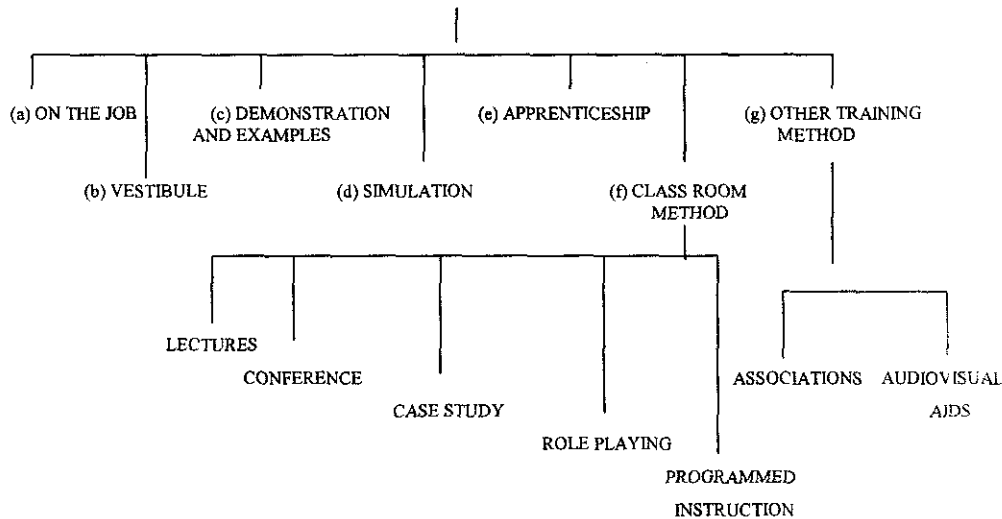 (a) ON THE JOB
(c) DEMONSTRATION
AND EXAMPLES
(e) APPRENTICESHIP
(g) OTHER TRAINING
METHOD
(b) VESTIBULE
(d) SIMULATION
(f) CLASS ROOM
METHOD
LECTURES
CONFERENCE
CASE STUDY
ROLE PLAYING
PROGRAMMED
INSTRUCTION
ASSOCIATIONS
AUDIOVISUAL
AIDS